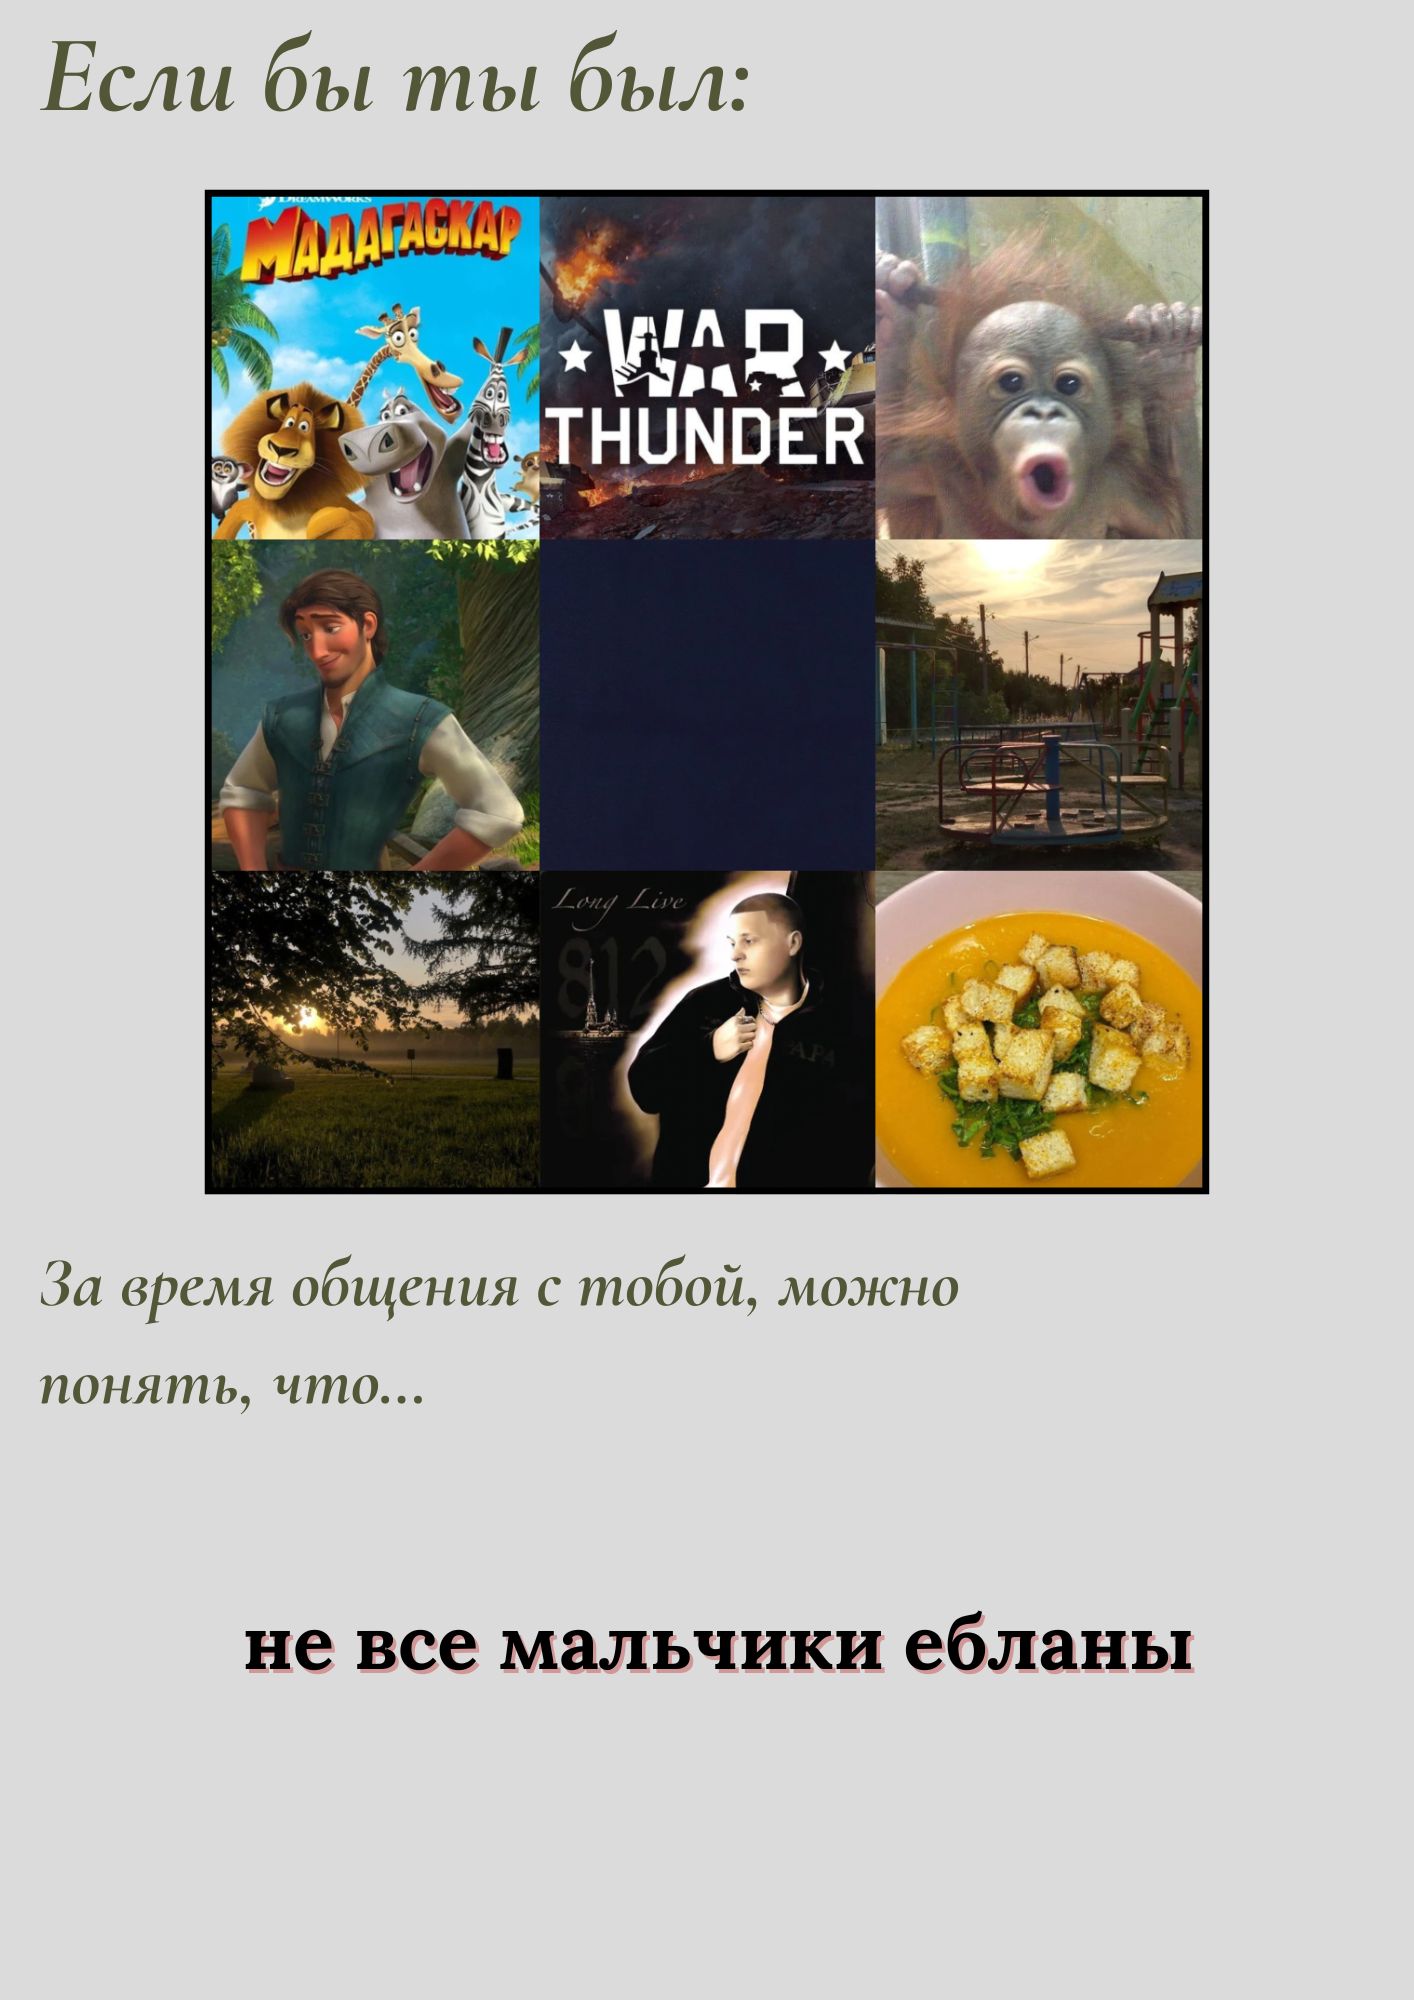 Если бы ты был:
DREAMWORKS
МАДАГАСКАР
WAR
THUNDER
Long Live
812
За время общения с тобой, можно
понять, что...
не все мальчики ебланы